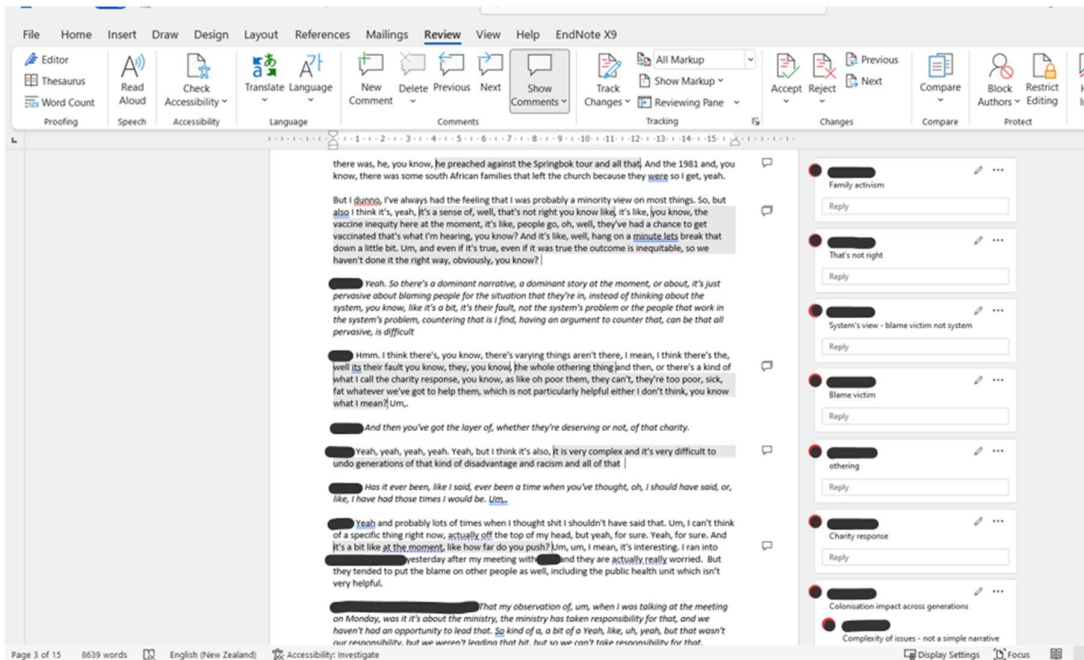 File Home Insert Draw Design Layout References Mailings Review View Help EndNote X9
Editor
Thesaurus
Word Count
Proofing
Read Aloud
Speech
Check Accessibility
Accessibility
Translate Language
Language
New Comment
Delete Previous Next
Show Comments
Comments
Track Changes
All Markup
Show Markup
Reviewing Pane
Tracking
Accept Reject
Previous
Next
Changes
Compare
Compare
Block Authors
Restrict Editing
Protect
1 2 3 4 5 6 7 8 9 10 11 12 13 14 15
there was, he, you know, he preached against the Springbok tour and all that. And the 1981 and, you
know, there was some south African families that left the church because they were so I get, yeah.
But I dunno, I've always had the feeling that I was probably a minority view on most things. So, but
also I think it's, yeah, it's a sense of, well, that's not right you know like, it's like, you know, the
vaccine inequity here at the moment, it's like, people go, oh, well, they've had a chance to get
vaccinated that's what I'm hearing, you know? And it's like, well, hang on a minute lets break that
down a little bit. Um, and even if it's true, even if it was true the outcome is inequitable, so we
haven't done it the right way, obviously, you know?
Yeah. So there's a dominant narrative, a dominant story at the moment, or about, it's just
pervasive about blaming people for the situation that they're in, instead of thinking about the
system, you know, like it's a bit, it's their fault, not the system's problem or the people that work in
the system's problem, countering that is I find, having an argument to counter that, can be that all
pervasive, is difficult
Hmm. I think there's, you know, there's varying things aren't there, I mean, I think there's the,
well its their fault you know, they, you know, the whole othering thing and then, or there's a kind of
what I call the charity response, you know, as like oh poor them, they can't, they're too poor, sick,
fat whatever we've got to help them, which is not particularly helpful either I don't think, you know
what I mean? Um,.
And then you've got the layer of, whether they're deserving or not, of that charity.
Yeah, yeah, yeah, yeah. Yeah, but I think it's also, it is very complex and it's very difficult to
undo generations of that kind of disadvantage and racism and all of that
Has it ever been, like I said, ever been a time when you've thought, oh, I should have said, or,
like, I have had those times I would be. Um,.
Yeah and probably lots of times when I thought shit I shouldn't have said that. Um, I can't think
of a specific thing right now, actually off the top of my head, but yeah, for sure. Yeah, for sure. And
it's a bit like at the moment, like how far do you push? Um, um, I mean, it's interesting. I ran into
yesterday after my meeting with and they are actually really worried. But
they tended to put the blame on other people as well, including the public health unit which isn't
very helpful.
That my observation of, um, when I was talking at the meeting
on Monday, was it it's about the ministry, the ministry has taken responsibility for that, and we
haven't had an opportunity to lead that. So kind of a, a bit of a Yeah, like, uh, yeah, but that wasn't
our responsibility, but we weren't leading that bit, but so we can't take responsibility for that.
Family activism
Reply
That's not right
Reply
System's view - blame victim not system
Reply
Blame victim
Reply
othering
Reply
Charity response
Reply
Colonisation impact across generations
Complexity of issues - not a simple narrative
Page 3 of 15 8639 words English (New Zealand) Accessibility: Investigate Display Settings Focus